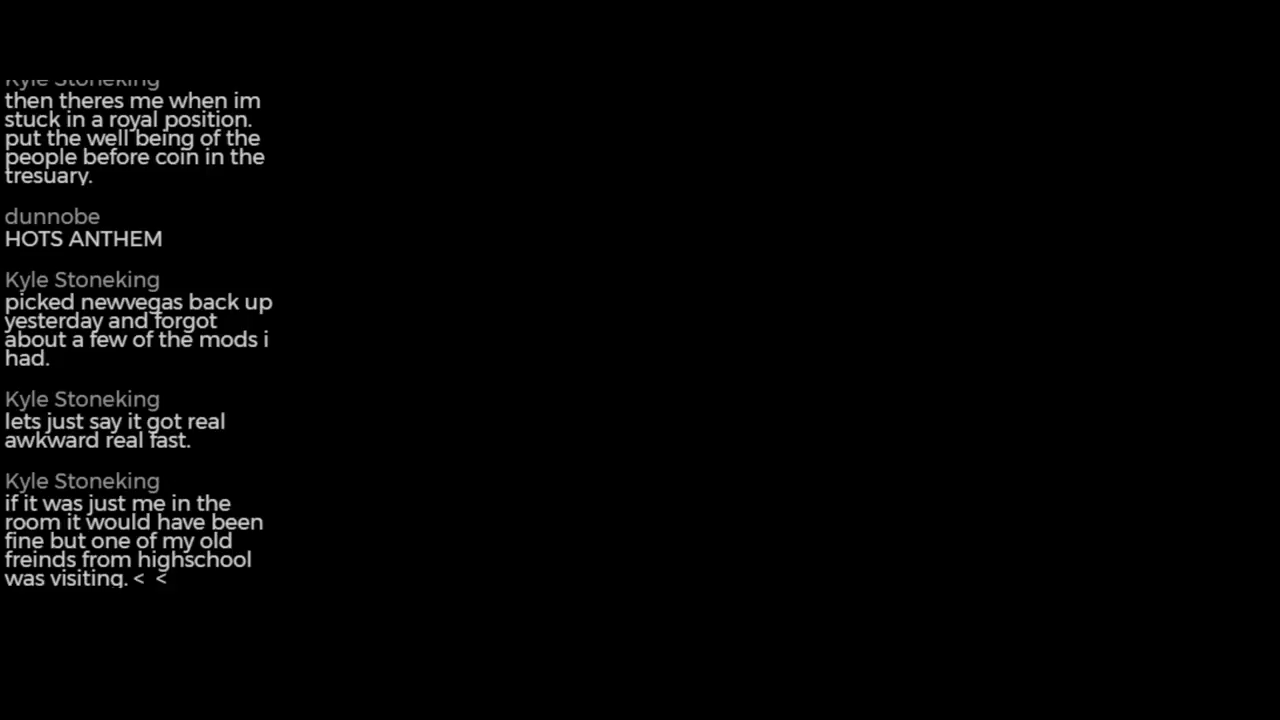 Kyle Stoneking
then theres me when im
stuck in a royal position.
put the well being of the
people before coin in the
tresuary.
dunnobe
HOTS ANTHEM
Kyle Stoneking
picked newvegas back up
yesterday and forgot
about a few of the mods i
had.
Kyle Stoneking
lets just say it got real
awkward real fast.
Kyle Stoneking
if it was just me in the
room it would have been
fine but one of my old
freinds from highschool
was visiting. < <